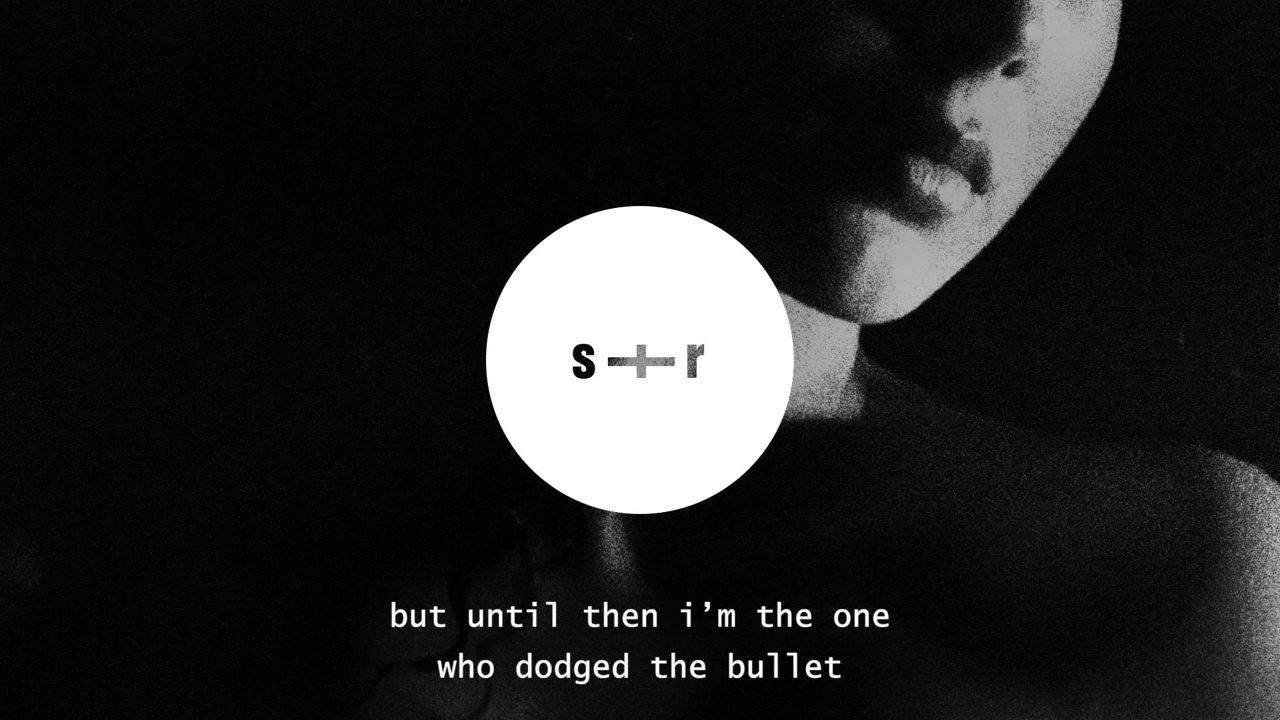 s+r
but until then i’m the one
who dodged the bullet